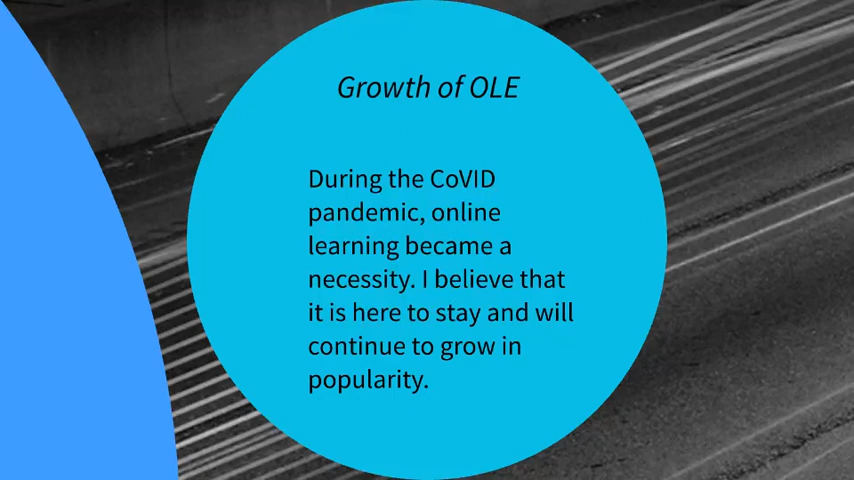 Growth of OLE
During the CoVID
pandemic, online
learning became a
necessity. I believe that
it is here to stay and will
continue to grow in
popularity.